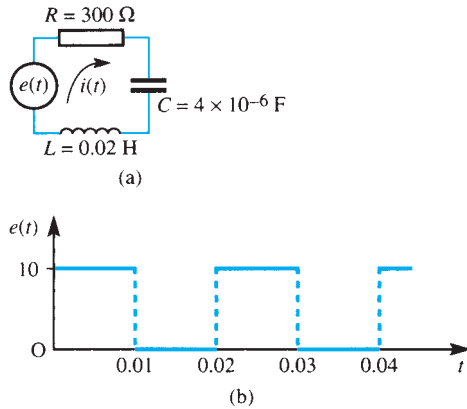 R = 300 Ω
e(t)
i(t)
C = 4 × 10⁻⁶ F
L = 0.02 H
(a)
e(t)
10
O
0.01 0.02 0.03 0.04 t
(b)